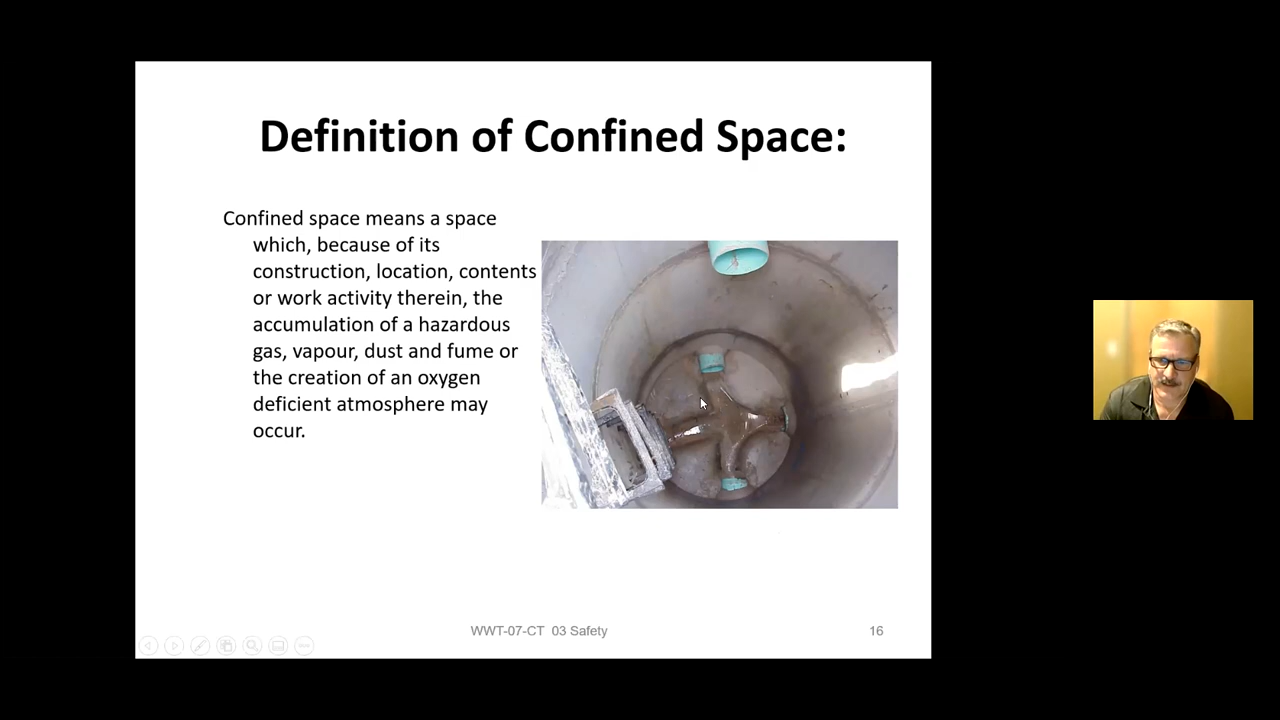 Definition of Confined Space:
Confined space means a space
which, because of its
construction, location, contents
or work activity therein, the
accumulation of a hazardous
gas, vapour, dust and fume or
the creation of an oxygen
deficient atmosphere may
occur.
WWT-07-CT 03 Safety
16